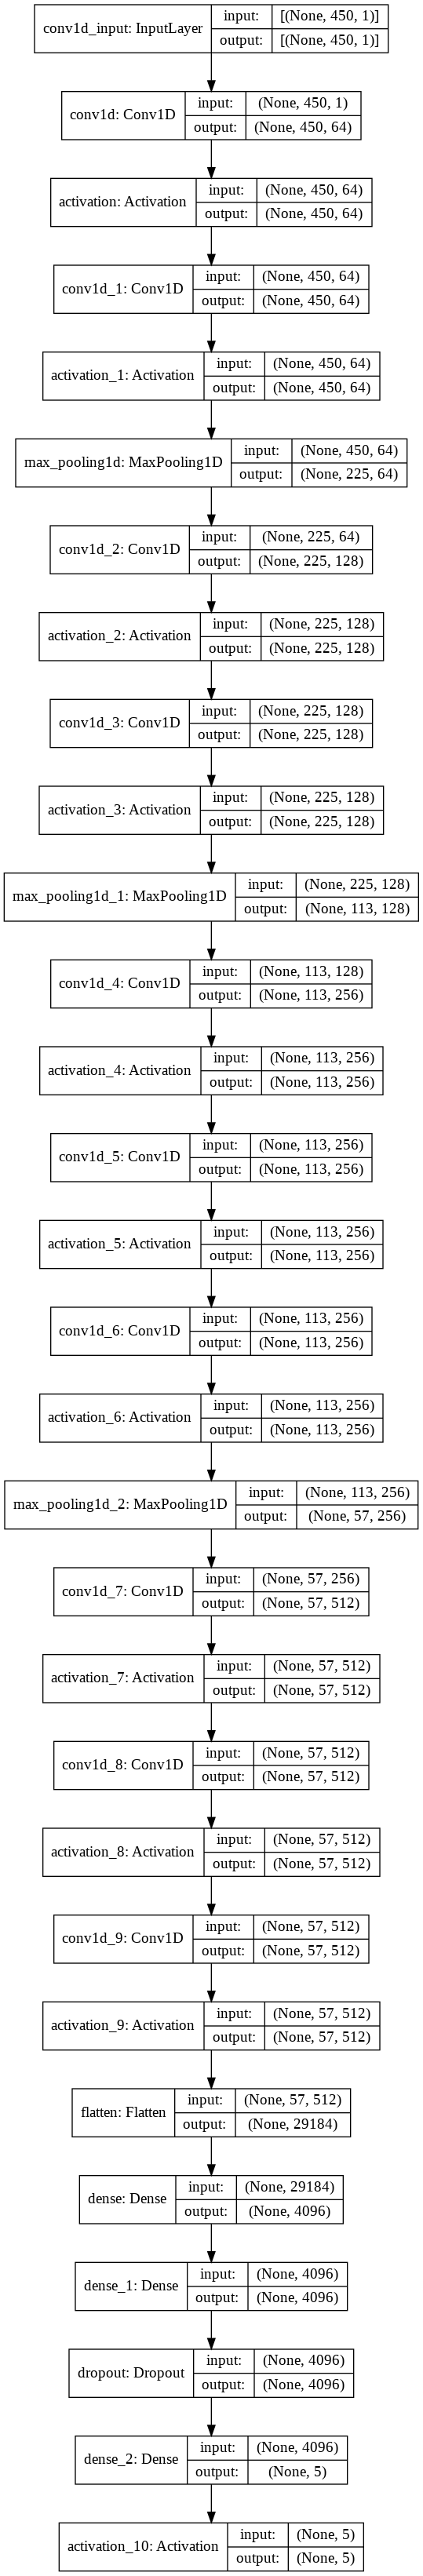 conv1d_input: InputLayer
input: [(None, 450, 1)]
output: [(None, 450, 1)]
conv1d: Conv1D
input: (None, 450, 1)
output: (None, 450, 64)
activation: Activation
input: (None, 450, 64)
output: (None, 450, 64)
conv1d_1: Conv1D
input: (None, 450, 64)
output: (None, 450, 64)
activation_1: Activation
input: (None, 450, 64)
output: (None, 450, 64)
max_pooling1d: MaxPooling1D
input: (None, 450, 64)
output: (None, 225, 64)
conv1d_2: Conv1D
input: (None, 225, 64)
output: (None, 225, 128)
activation_2: Activation
input: (None, 225, 128)
output: (None, 225, 128)
conv1d_3: Conv1D
input: (None, 225, 128)
output: (None, 225, 128)
activation_3: Activation
input: (None, 225, 128)
output: (None, 225, 128)
max_pooling1d_1: MaxPooling1D
input: (None, 225, 128)
output: (None, 113, 128)
conv1d_4: Conv1D
input: (None, 113, 128)
output: (None, 113, 256)
activation_4: Activation
input: (None, 113, 256)
output: (None, 113, 256)
conv1d_5: Conv1D
input: (None, 113, 256)
output: (None, 113, 256)
activation_5: Activation
input: (None, 113, 256)
output: (None, 113, 256)
conv1d_6: Conv1D
input: (None, 113, 256)
output: (None, 113, 256)
activation_6: Activation
input: (None, 113, 256)
output: (None, 113, 256)
max_pooling1d_2: MaxPooling1D
input: (None, 113, 256)
output: (None, 57, 256)
conv1d_7: Conv1D
input: (None, 57, 256)
output: (None, 57, 512)
activation_7: Activation
input: (None, 57, 512)
output: (None, 57, 512)
conv1d_8: Conv1D
input: (None, 57, 512)
output: (None, 57, 512)
activation_8: Activation
input: (None, 57, 512)
output: (None, 57, 512)
conv1d_9: Conv1D
input: (None, 57, 512)
output: (None, 57, 512)
activation_9: Activation
input: (None, 57, 512)
output: (None, 57, 512)
flatten: Flatten
input: (None, 57, 512)
output: (None, 29184)
dense: Dense
input: (None, 29184)
output: (None, 4096)
dense_1: Dense
input: (None, 4096)
output: (None, 4096)
dropout: Dropout
input: (None, 4096)
output: (None, 4096)
dense_2: Dense
input: (None, 4096)
output: (None, 5)
activation_10: Activation
input: (None, 5)
output: (None, 5)